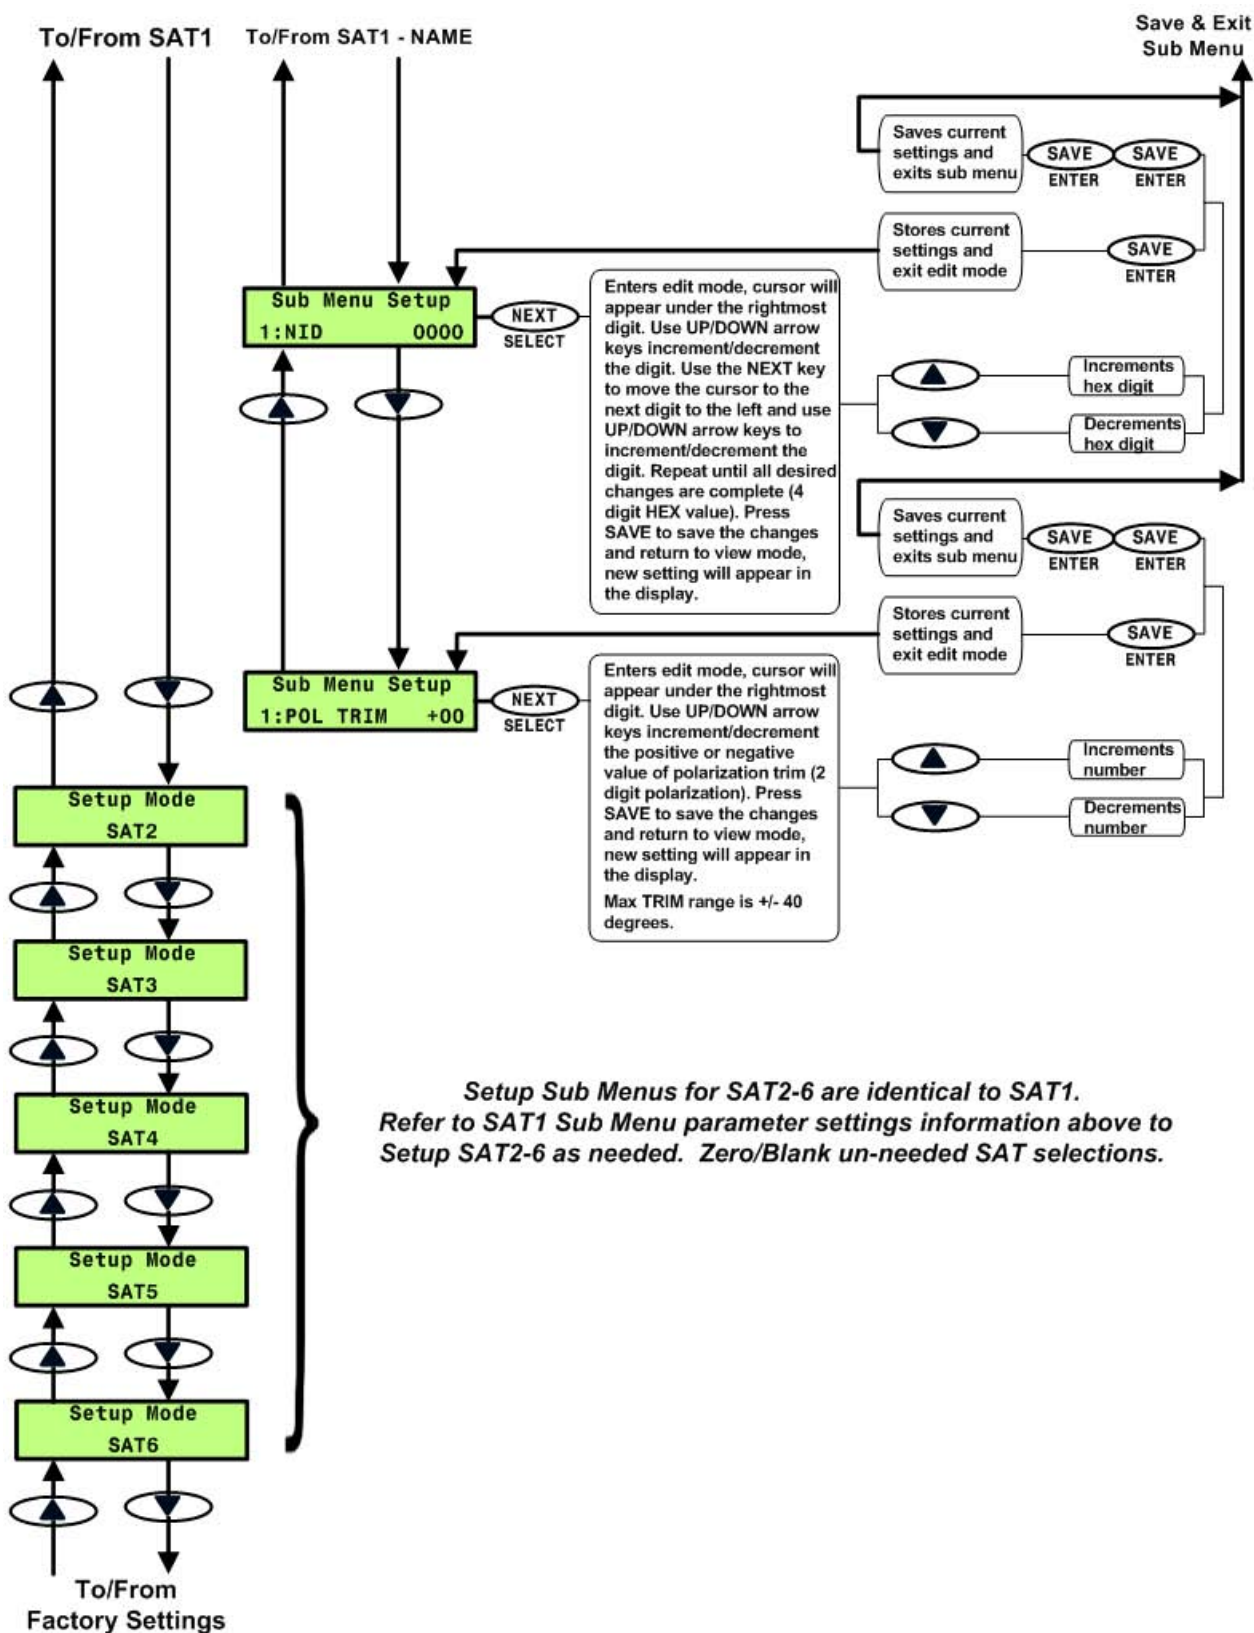 To/From SAT1
To/From SAT1 - NAME
Save & Exit
Sub Menu
Saves current
settings and
exits sub menu
SAVE
ENTER
SAVE
ENTER
Stores current
settings and
exit edit mode
SAVE
ENTER
Sub Menu Setup
1:NID 0000
NEXT
SELECT
Enters edit mode, cursor will
appear under the rightmost
digit. Use UP/DOWN arrow
keys increment/decrement
the digit. Use the NEXT key
to move the cursor to the
next digit to the left and use
UP/DOWN arrow keys to
increment/decrement the
digit. Repeat until all desired
changes are complete (4
digit HEX value). Press
SAVE to save the changes
and return to view mode,
new setting will appear in
the display.
Increments
hex digit
Decrements
hex digit
Saves current
settings and
exits sub menu
SAVE
ENTER
SAVE
ENTER
Stores current
settings and
exit edit mode
SAVE
ENTER
Sub Menu Setup
1:POL TRIM +00
NEXT
SELECT
Enters edit mode, cursor will
appear under the rightmost
digit. Use UP/DOWN arrow
keys increment/decrement
the positive or negative
value of polarization trim (2
digit polarization). Press
SAVE to save the changes
and return to view mode,
new setting will appear in
the display.
Max TRIM range is +/- 40
degrees.
Increments
number
Decrements
number
Setup Mode
SAT2
Setup Mode
SAT3
Setup Mode
SAT4
Setup Mode
SAT5
Setup Mode
SAT6
Setup Sub Menus for SAT2-6 are identical to SAT1.
Refer to SAT1 Sub Menu parameter settings information above to
Setup SAT2-6 as needed. Zero/Blank un-needed SAT selections.
To/From
Factory Settings